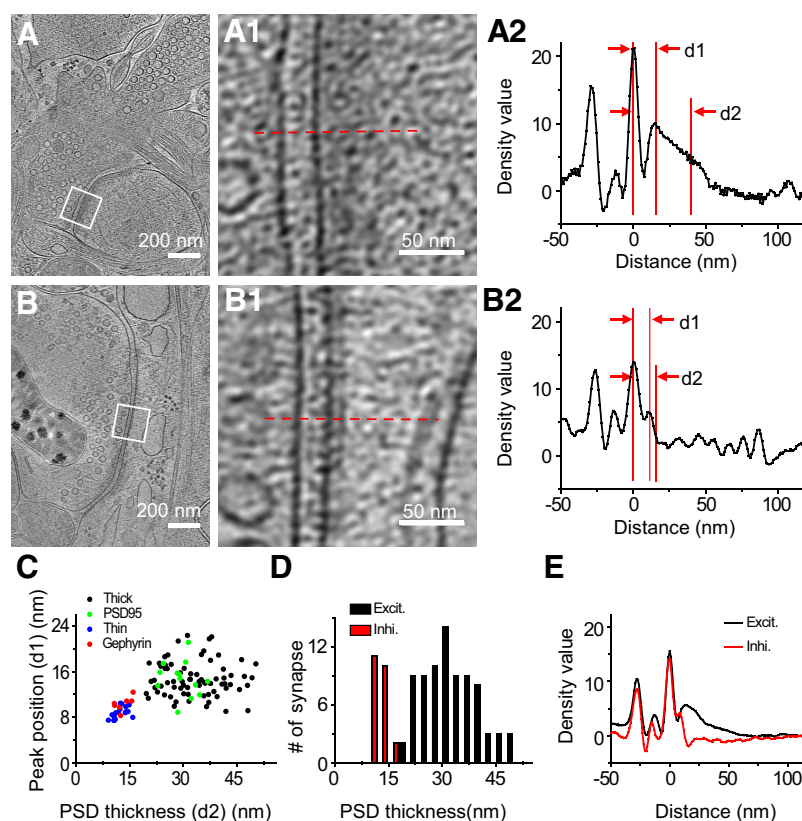 A
200 nm
A1
50 nm
A2
20
10
0
Density value
d1
d2
-50 0 50 100
Distance (nm)
B
200 nm
B1
50 nm
B2
20
10
0
Density value
d1
d2
-50 0 50 100
Distance (nm)
C
Thick
PSD95
Thin
Gephyrin
24
16
8
0
Peak position (d1) (nm)
0 15 30 45
PSD thickness (d2) (nm)
D
Excit.
Inhi.
12
6
0
# of synapse
0 15 30 45
PSD thickness(nm)
E
Excit.
Inhi.
20
10
0
Density value
-50 0 50 100
Distance (nm)